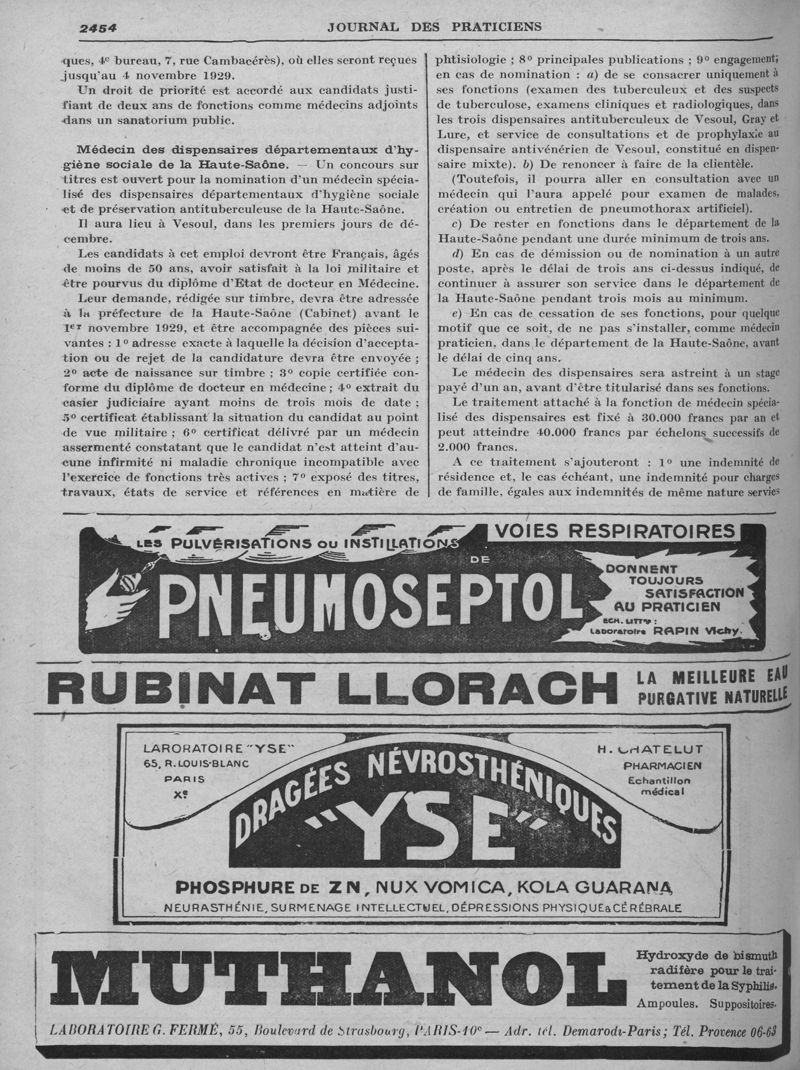 2454
JOURNAL DES PRATICIENS
ques, 4e bureau, 7, rue Cambacérès), où elles seront reçues
jusqu'au 4 novembre 1929.
Un droit de priorité est accordé aux candidats justi-
fiant de deux ans de fonctions comme médecins adjoints
dans un sanatorium public.
Médecin des dispensaires départementaux d'hy-
giène sociale de la Haute-Saône. — Un concours sur
titres est ouvert pour la nomination d'un médecin spécia-
lisé des dispensaires départementaux d'hygiène sociale
et de préservation antituberculeuse de la Haute-Saône.
Il aura lieu à Vesoul, dans les premiers jours de dé-
cembre.
Les candidats à cet emploi devront être Français, âgés
de moins de 50 ans, avoir satisfait à la loi militaire et
être pourvus du diplôme d'Etat de docteur en Médecine.
Leur demande, rédigée sur timbre, devra être adressée
à la préfecture de la Haute-Saône (Cabinet) avant le
1er novembre 1929, et être accompagnée des pièces sui-
vantes : 1° adresse exacte à laquelle la décision d'accepta-
tion ou de rejet de la candidature devra être envoyée ;
2° acte de naissance sur timbre ; 3° copie certifiée con-
forme du diplôme de docteur en médecine ; 4° extrait du
casier judiciaire ayant moins de trois mois de date ;
5° certificat établissant la situation du candidat au point
de vue militaire ; 6° certificat délivré par un médecin
assermenté constatant que le candidat n'est atteint d'au-
cune infirmité ni maladie chronique incompatible avec
l'exercice de fonctions très actives ; 7° exposé des titres,
travaux, états de service et références en matière de
phtisiologie ; 8° principales publications ; 9° engagement,
en cas de nomination : a) de se consacrer uniquement à
ses fonctions (examen des tuberculeux et des suspects
de tuberculose, examens cliniques et radiologiques, dans
les trois dispensaires antituberculeux de Vesoul, Gray et
Lure, et service de consultations et de prophylaxie au
dispensaire antivénérien de Vesoul, constitué en dispen-
saire mixte). b) De renoncer à faire de la clientèle.
(Toutefois, il pourra aller en consultation avec un
médecin qui l'aura appelé pour examen de malades,
création ou entretien de pneumothorax artificiel).
c) De rester en fonctions dans le département de la
Haute-Saône pendant une durée minimum de trois ans.
d) En cas de démission ou de nomination à un autre
poste, après le délai de trois ans ci-dessus indiqué, de
continuer à assurer son service dans le département de
la Haute-Saône pendant trois mois au minimum.
e) En cas de cessation de ses fonctions, pour quelque
motif que ce soit, de ne pas s'installer, comme médecin
praticien, dans le département de la Haute-Saône, avant
le délai de cinq ans.
Le médecin des dispensaires sera astreint à un stage
payé d'un an, avant d'être titularisé dans ses fonctions.
Le traitement attaché à la fonction de médecin spécia-
lisé des dispensaires est fixé à 30.000 francs par an et
peut atteindre 40.000 francs par échelons successifs de
2.000 francs.
A ce traitement s'ajouteront : 1° une indemnité de
résidence et, le cas échéant, une indemnité pour charges
de famille, égales aux indemnités de même nature servies
VOIES RESPIRATOIRES
LES PULVÉRISATIONS OU INSTILLATIONS
DE
PNEUMOSEPTOL
DONNENT
TOUJOURS
SATISFACTION
AU PRATICIEN
ECH. LITTRE :
Laboratoire RAPIN Vichy.
RUBINAT LLORACH
LA MEILLEURE EAU
PURGATIVE NATURELLE
LABORATOIRE "YSE"
65, R. LOUIS-BLANC
PARIS
Xe
H. CHATELUT
PHARMACIEN
Echantillon
médical
DRAGÉES NÉVROSTHÉNIQUES
"YSE"
PHOSPHURE DE ZN, NUX VOMICA, KOLA GUARANA
NEURASTHÉNIE, SURMENAGE INTELLECTUEL, DÉPRESSIONS PHYSIQUE & CÉRÉBRALE
MUTHANOL
Hydroxyde de bismuth
radifère pour le trai-
tement de la Syphilis.
Ampoules. Suppositoires.
LABORATOIRE G. FERMÉ, 55, Boulevard de Strasbourg, PARIS-10e — Adr. tél. Demarodi-Paris ; Tél. Provence 06-63